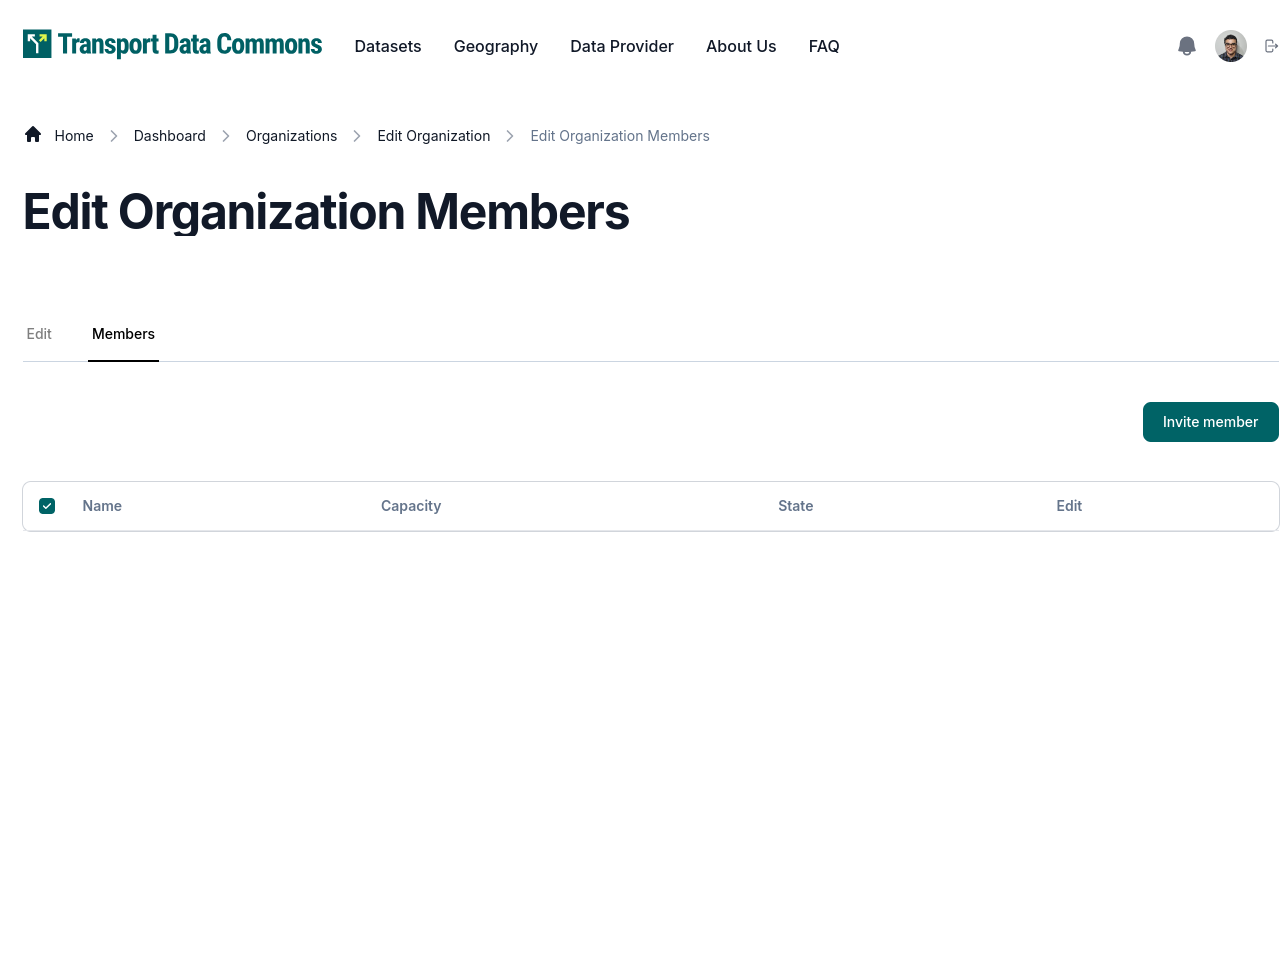 Transport Data Commons
Datasets
Geography
Data Provider
About Us
FAQ
Home
Dashboard
Organizations
Edit Organization
Edit Organization Members
Edit Organization Members
Edit
Members
Invite member
Name
Capacity
State
Edit